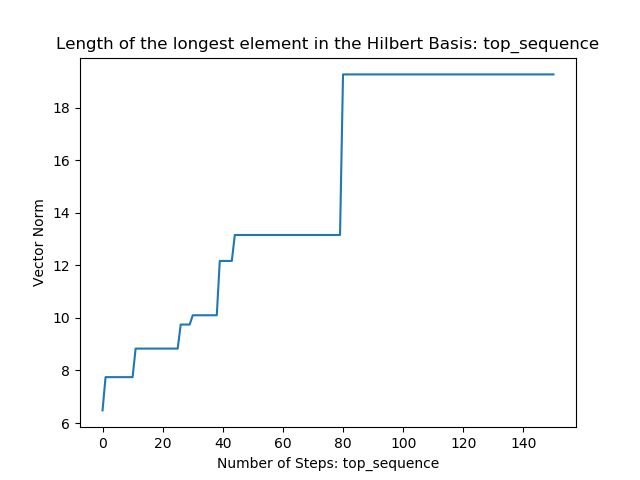 Length of the longest element in the Hilbert Basis: top_sequence
18
16
14
12
10
8
6
Vector Norm
0 20 40 60 80 100 120 140
Number of Steps: top_sequence